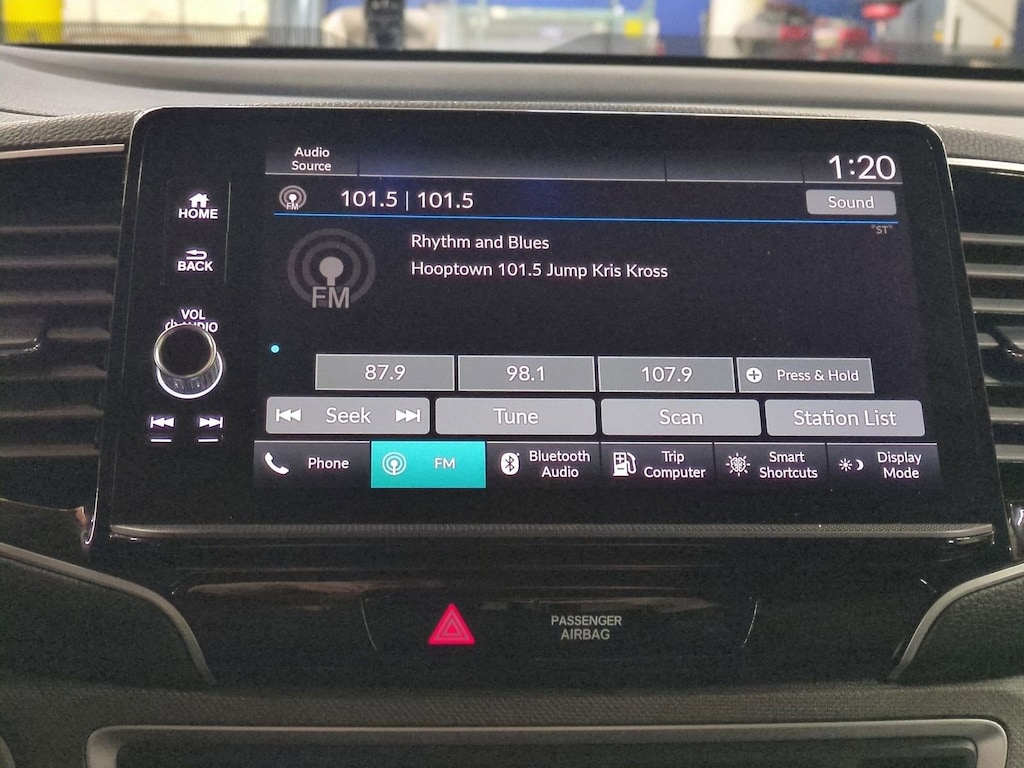 Audio
Source
1:20
FM
101.5 | 101.5
Sound
"ST"
HOME
BACK
VOL
AUDIO
FM
Rhythm and Blues
Hooptown 101.5 Jump Kris Kross
87.9
98.1
107.9
Press & Hold
Seek
Tune
Scan
Station List
Phone
FM
Bluetooth
Audio
Trip
Computer
Smart
Shortcuts
Display
Mode
PASSENGER
AIRBAG